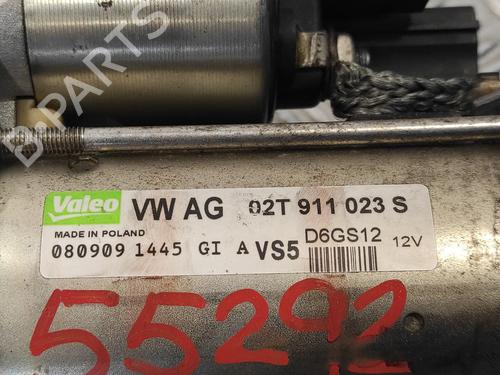 B-PARTS
Valeo VW AG 02T 911 023 S
MADE IN POLAND
080909 1445 GI A VS5 D6GS12 12V
55292